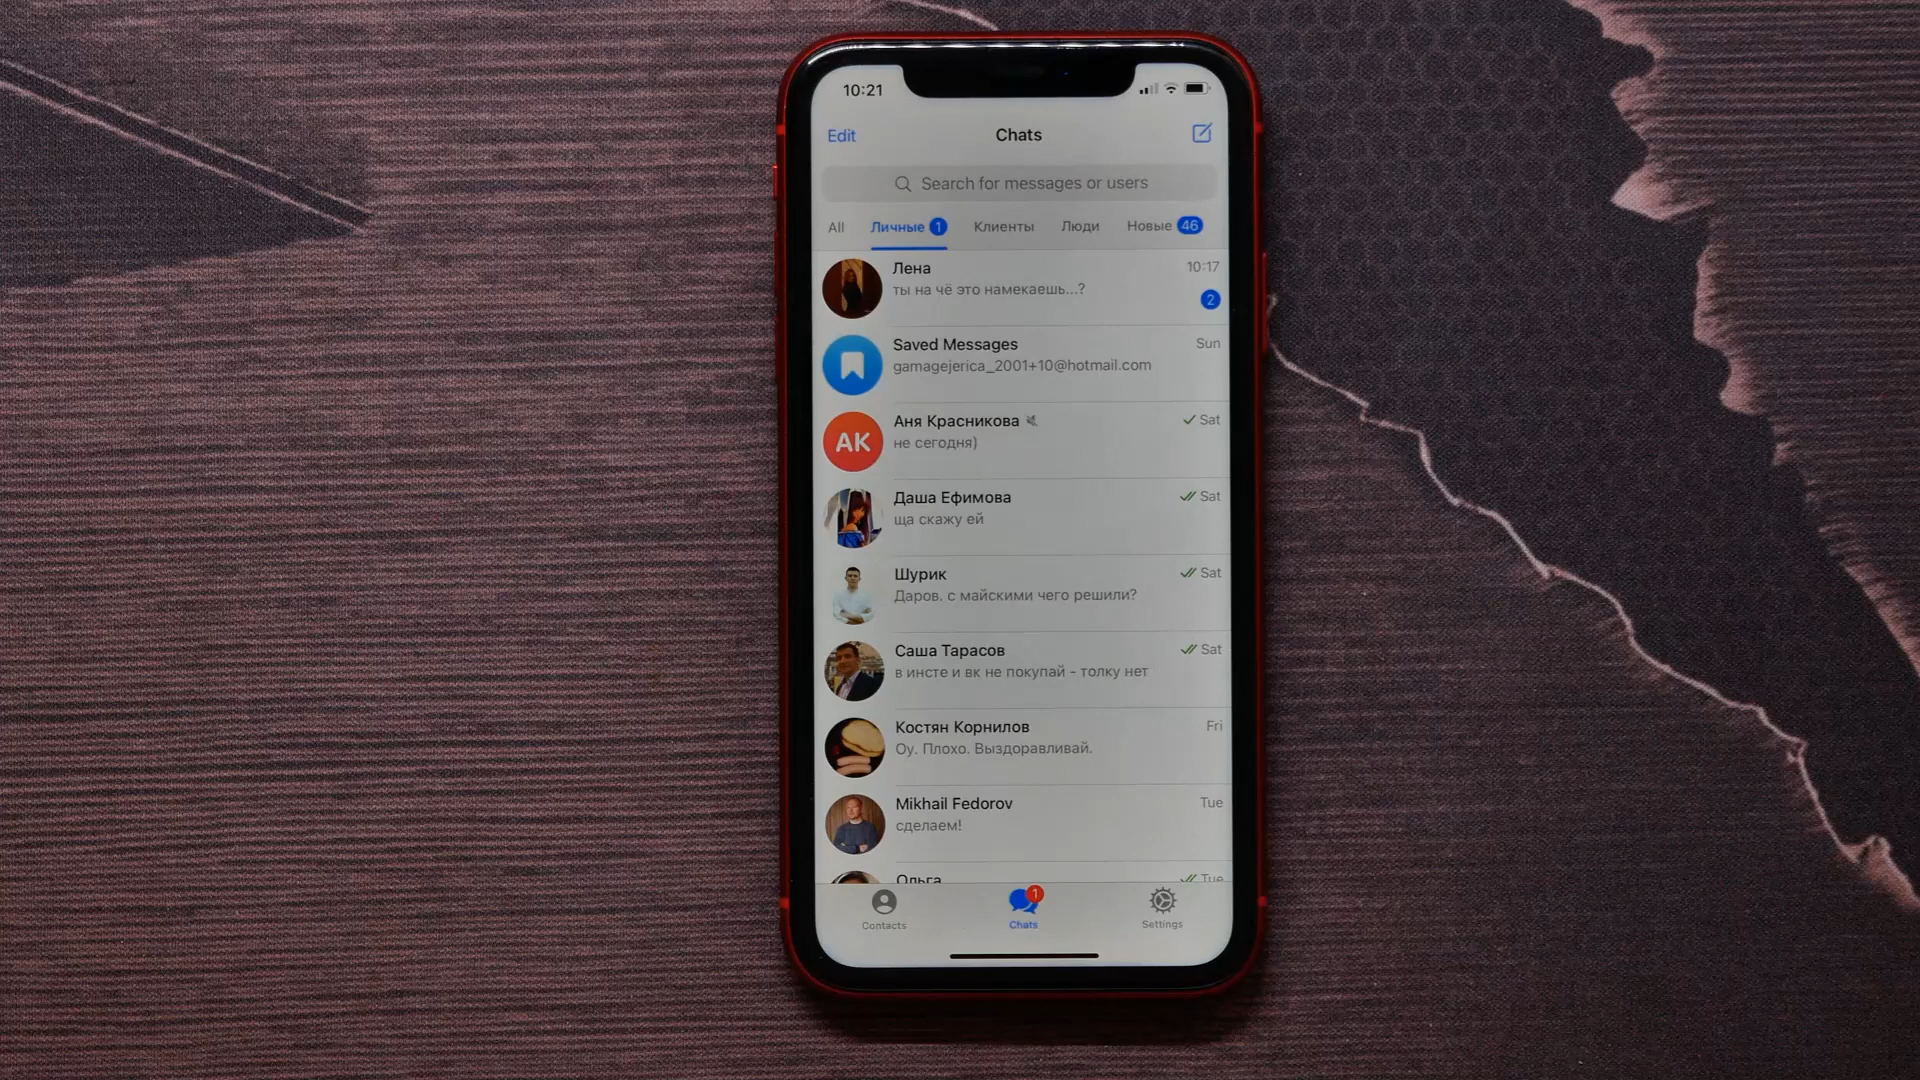 10:21
Edit
Chats
Search for messages or users
All
Личные 1
Клиенты
Люди
Новые 46
Лена
10:17
ты на чё это намекаешь...?
2
Saved Messages
Sun
gamagejerica_2001+10@hotmail.com
АК
Аня Красникова
Sat
не сегодня)
Даша Ефимова
Sat
ща скажу ей
Шурик
Sat
Даров. с майскими чего решили?
Саша Тарасов
Sat
в инсте и вк не покупай - толку нет
Костян Корнилов
Fri
Оу. Плохо. Выздоравливай.
Mikhail Fedorov
Tue
сделаем!
Ольга
Tue
1
Contacts
Chats
Settings